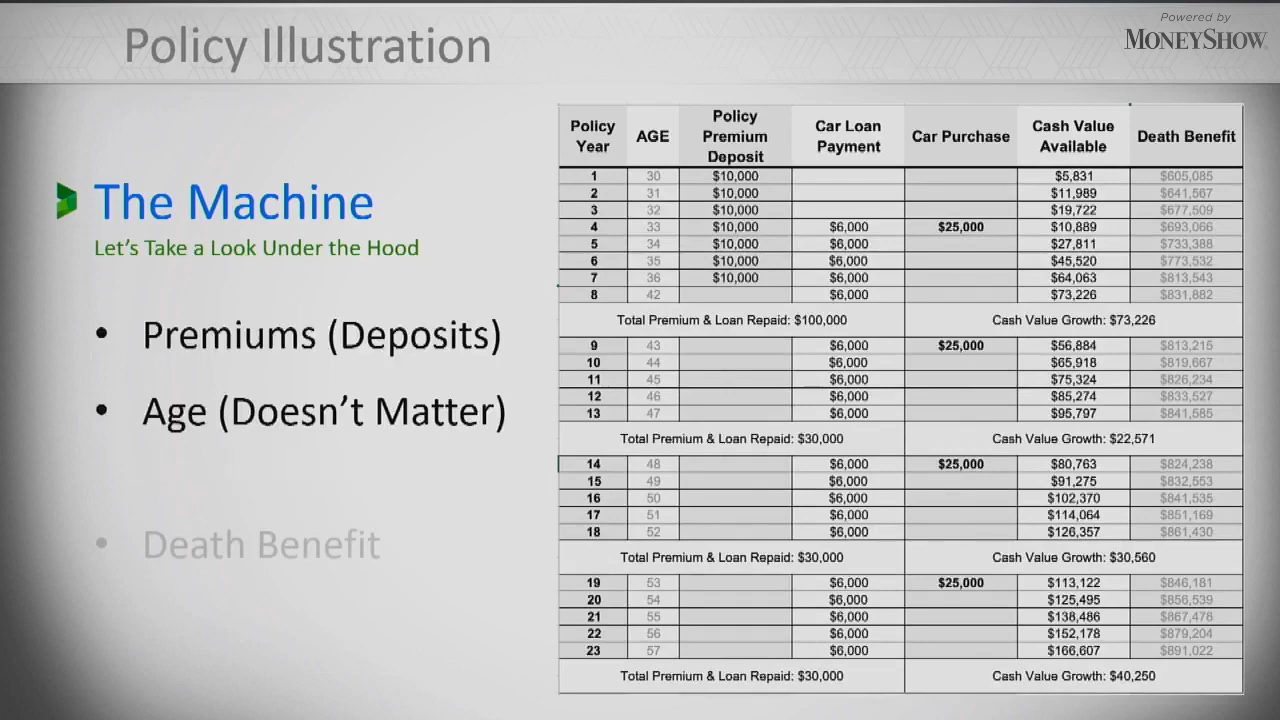 Policy Illustration
Powered by
MONEYSHOW
The Machine
Let's Take a Look Under the Hood
• Premiums (Deposits)
• Age (Doesn't Matter)
• Death Benefit
Policy Year AGE Policy Premium Deposit Car Loan Payment Car Purchase Cash Value Available Death Benefit
1 30 $10,000 $5,831 $605,085
2 31 $10,000 $11,989 $641,567
3 32 $10,000 $19,722 $677,509
4 33 $10,000 $6,000 $25,000 $10,889 $693,066
5 34 $10,000 $6,000 $27,811 $733,388
6 35 $10,000 $6,000 $45,520 $773,532
7 36 $10,000 $6,000 $64,063 $813,543
8 42 $6,000 $73,226 $831,882
Total Premium & Loan Repaid: $100,000 Cash Value Growth: $73,226
9 43 $6,000 $25,000 $56,884 $813,215
10 44 $6,000 $65,918 $819,667
11 45 $6,000 $75,324 $826,234
12 46 $6,000 $85,274 $833,527
13 47 $6,000 $95,797 $841,585
Total Premium & Loan Repaid: $30,000 Cash Value Growth: $22,571
14 48 $6,000 $25,000 $80,763 $824,238
15 49 $6,000 $91,275 $832,553
16 50 $6,000 $102,370 $841,535
17 51 $6,000 $114,064 $851,169
18 52 $6,000 $126,357 $861,430
Total Premium & Loan Repaid: $30,000 Cash Value Growth: $30,560
19 53 $6,000 $25,000 $113,122 $846,181
20 54 $6,000 $125,495 $856,539
21 55 $6,000 $138,486 $867,476
22 56 $6,000 $152,178 $879,204
23 57 $6,000 $166,607 $891,022
Total Premium & Loan Repaid: $30,000 Cash Value Growth: $40,250